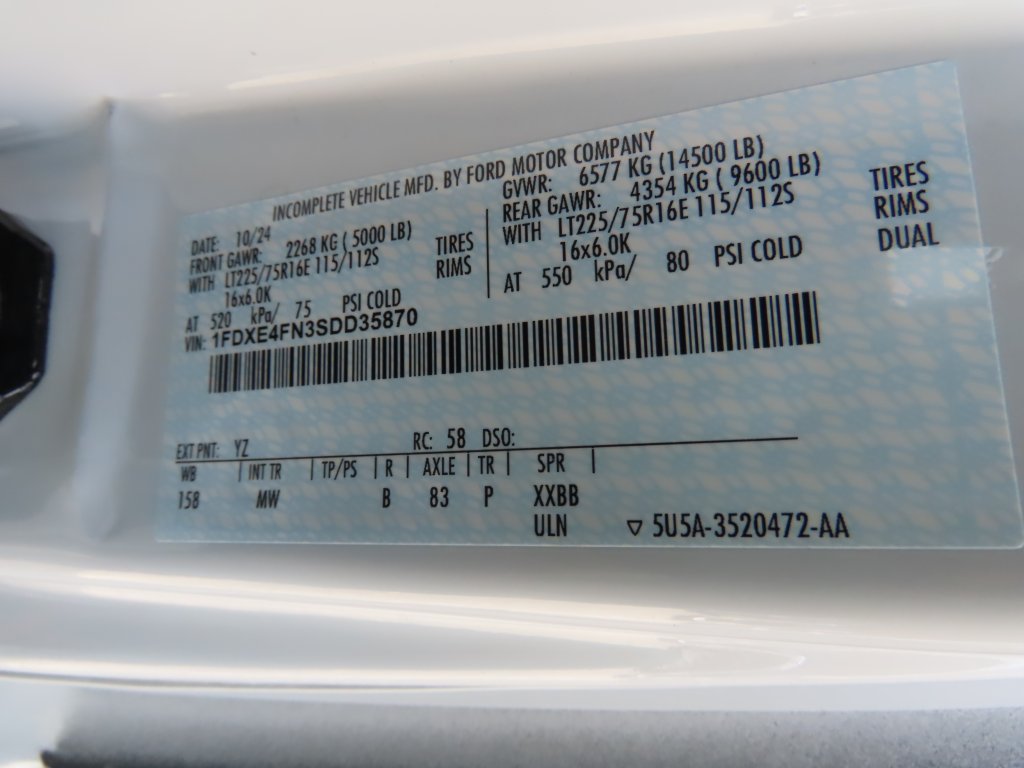 INCOMPLETE VEHICLE MFD. BY FORD MOTOR COMPANY
DATE: 10/24
FRONT GAWR: 2268 KG ( 5000 LB)
WITH LT225/75R16E 115/112S TIRES
16x6.0K RIMS
AT 520 kPa/ 75 PSI COLD
GVWR: 6577 KG (14500 LB)
REAR GAWR: 4354 KG ( 9600 LB)
WITH LT225/75R16E 115/112S TIRES
16x6.0K RIMS
AT 550 kPa/ 80 PSI COLD DUAL
VIN: 1FDXE4FN3SDD35870
EXT PNT: YZ RC: 58 DSO:
WB | INT TR | TP/PS | R | AXLE | TR | SPR |
158 MW B 83 P XXBB
ULN ▽ 5U5A-3520472-AA